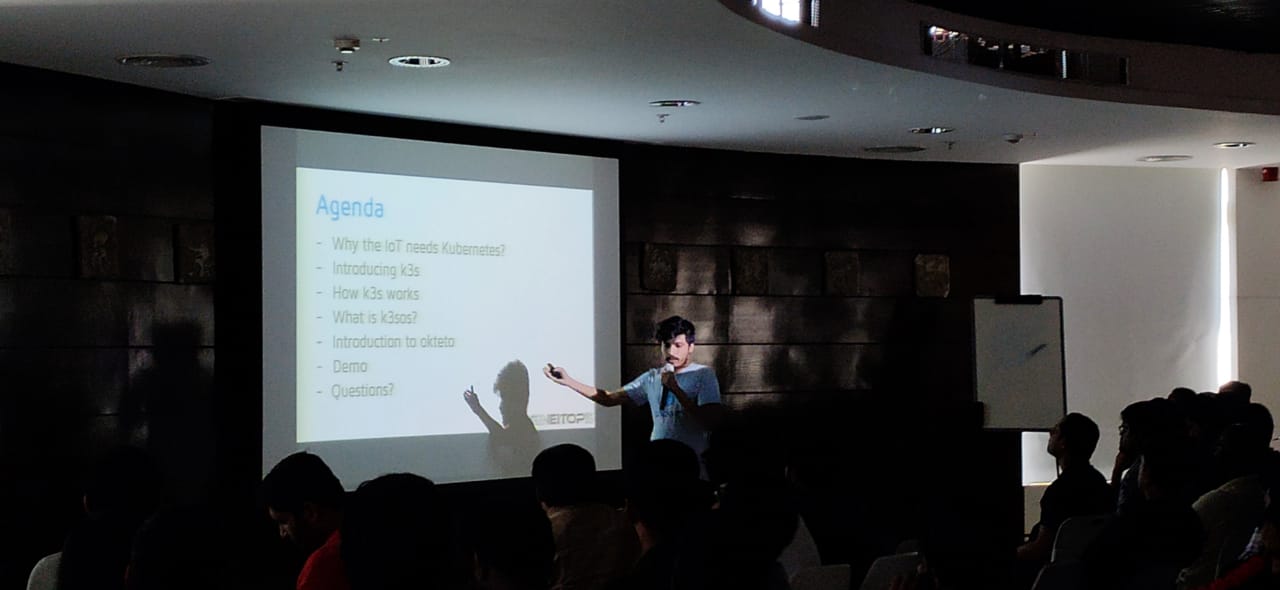 Agenda
- Why the IoT needs Kubernetes?
- Introducing k3s
- How k3s works
- What is k3sos?
- Introduction to okteto
- Demo
- Questions?